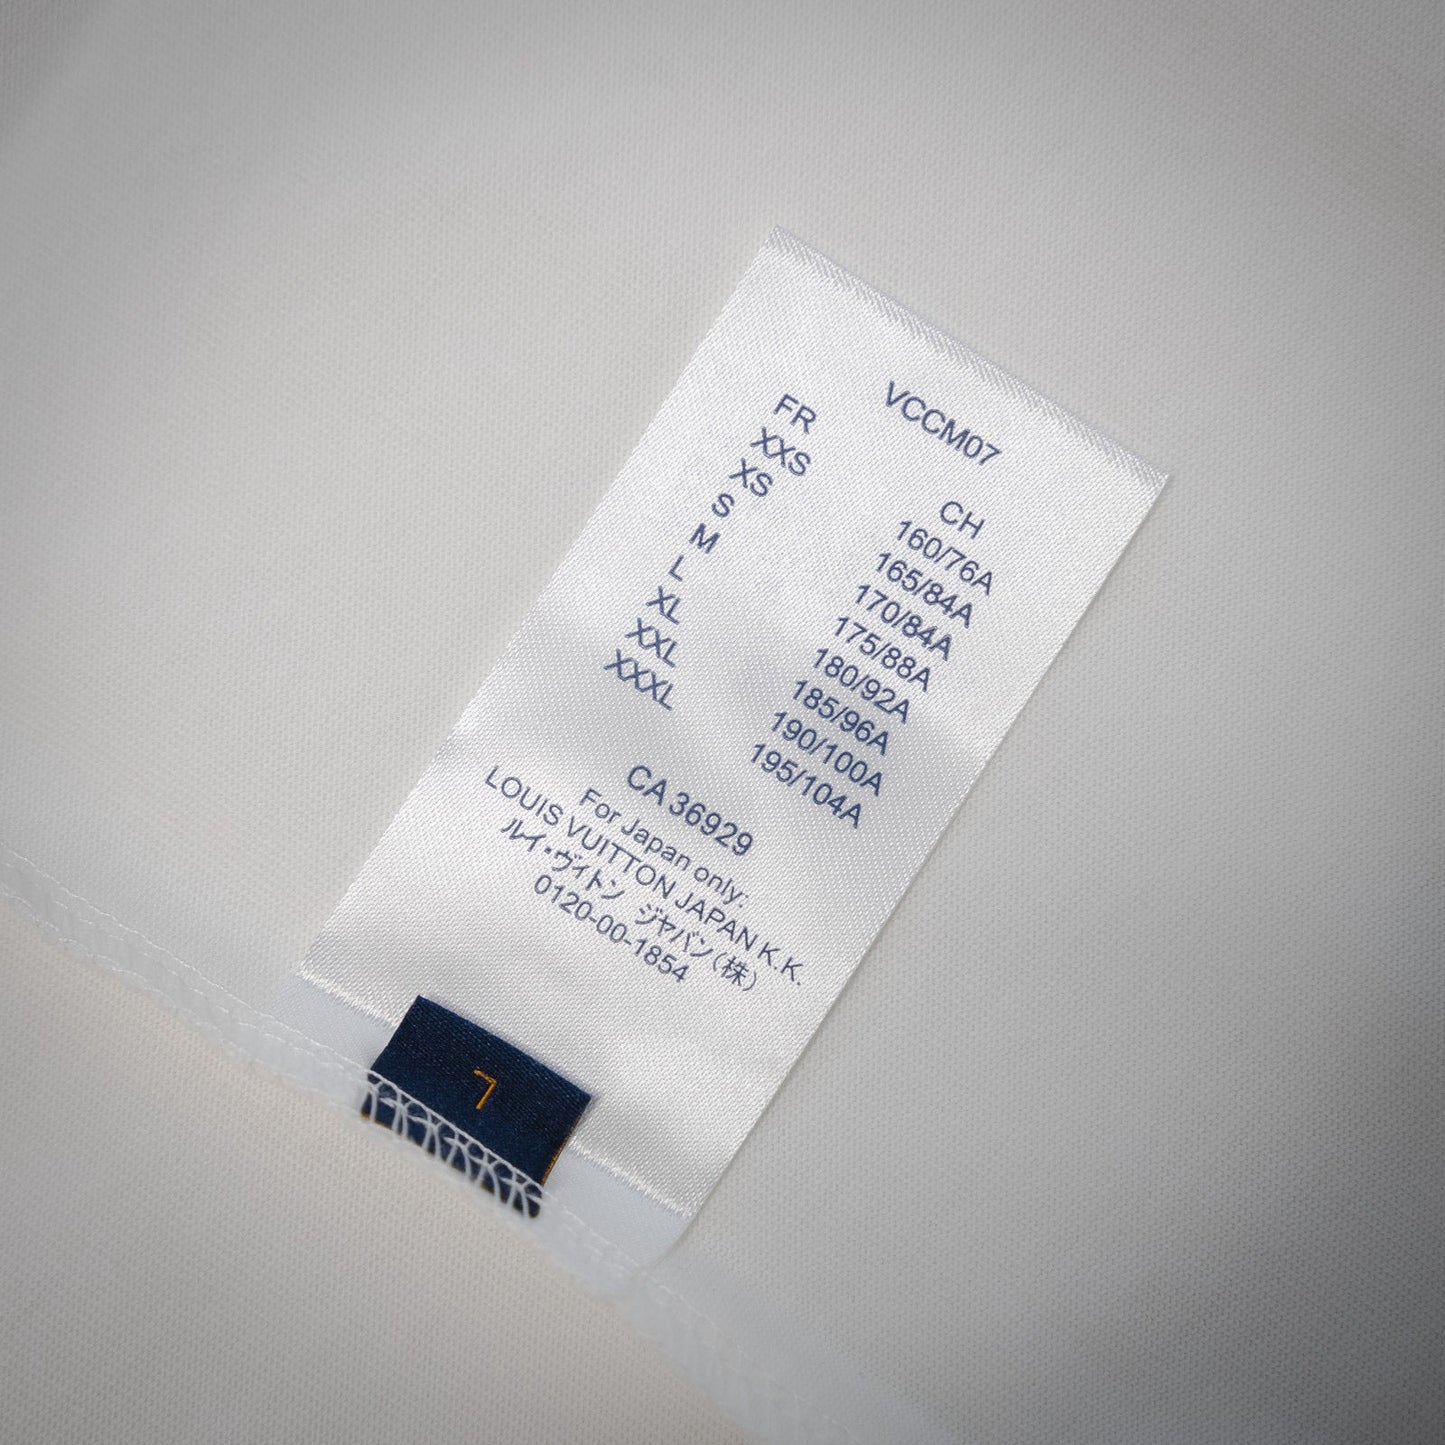 VCCM07
FR CH
XXS 160/76A
XS 165/84A
S 170/84A
M 175/88A
L 180/92A
XL 185/96A
XXL 190/100A
XXXL 195/104A
CA 36929
For Japan only:
LOUIS VUITTON JAPAN K.K.
ルイ・ヴィトン ジャパン(株)
0120-00-1854
L